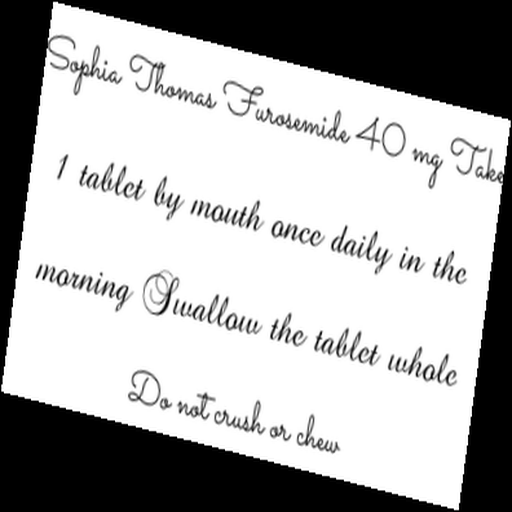 Sophia Thomas Furosemide 40 mg Take
1 tablet by mouth once daily in the
morning Swallow the tablet whole
Do not crush or chew